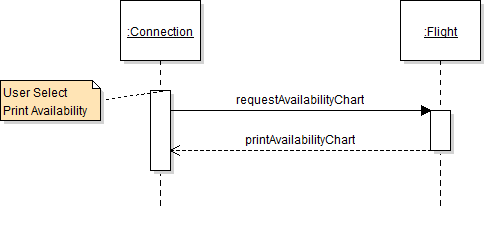 :Connection
:Flight
User Select
Print Availability
requestAvailabilityChart
printAvailabilityChart